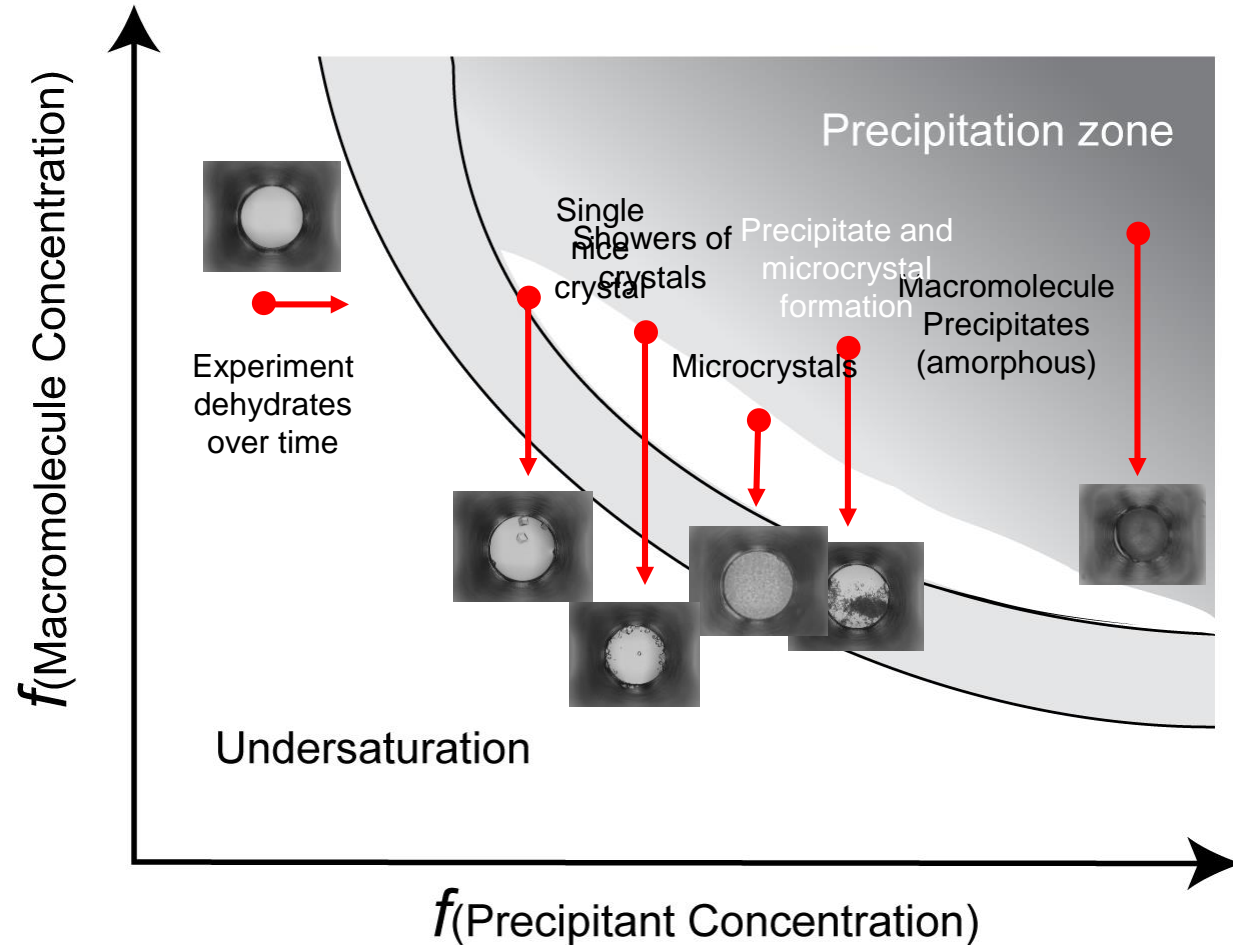 f(Macromolecule Concentration)
Precipitation zone
Single
nice
crystal
Showers of
crystals
Precipitate and
microcrystal
formation
Macromolecule
Precipitates
(amorphous)
Microcrystals
Experiment
dehydrates
over time
Undersaturation
f(Precipitant Concentration)